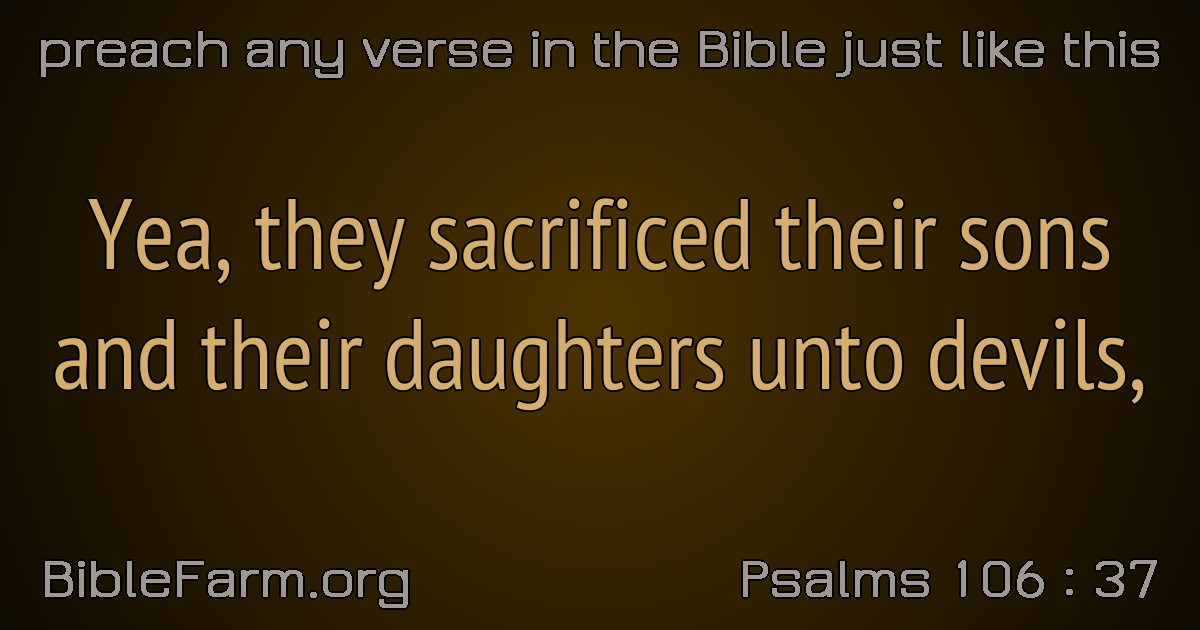 preach any verse in the Bible just like this
Yea, they sacrificed their sons
and their daughters unto devils,
BibleFarm.org
Psalms 106 : 37